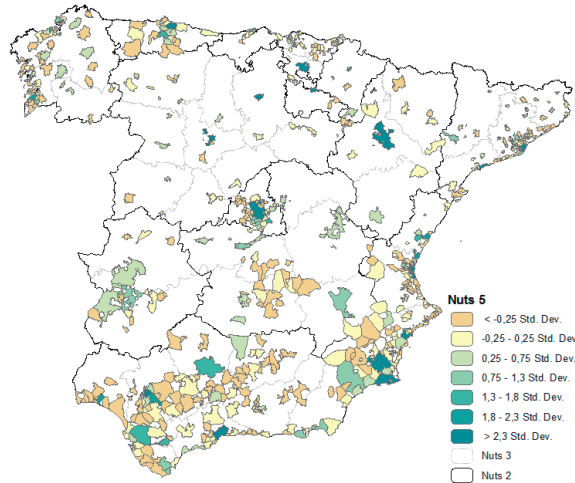 Nuts 5
< -0,25 Std. Dev.
-0,25 - 0,25 Std. Dev.
0,25 - 0,75 Std. Dev.
0,75 - 1,3 Std. Dev.
1,3 - 1,8 Std. Dev.
1,8 - 2,3 Std. Dev.
> 2,3 Std. Dev.
Nuts 3
Nuts 2